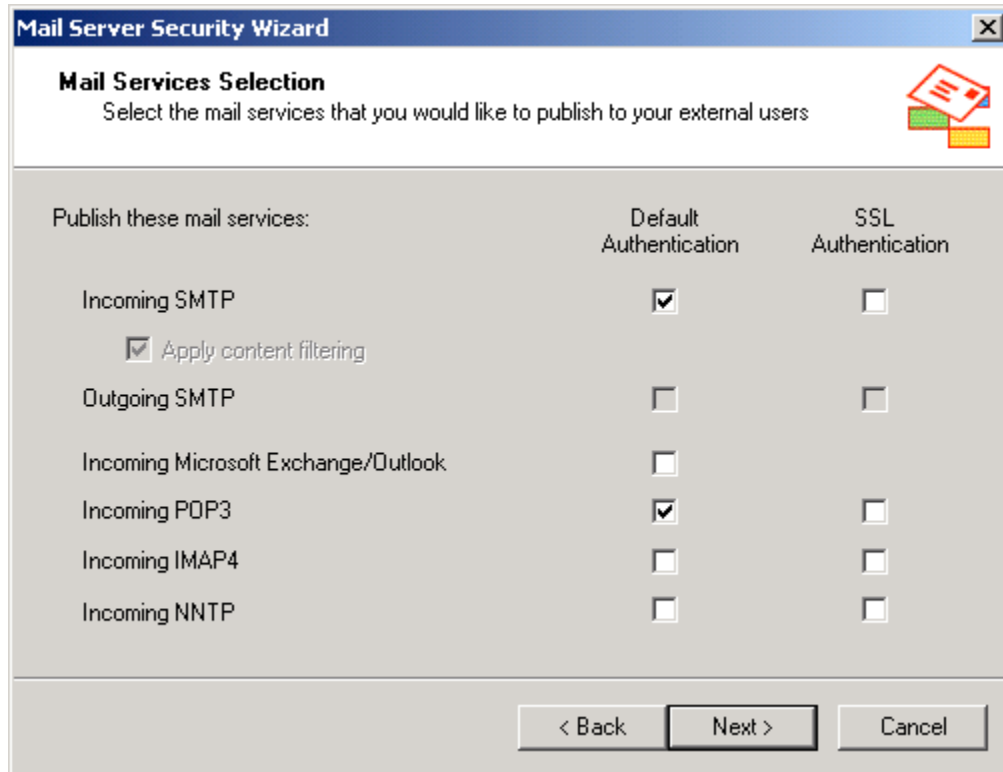 Mail Server Security Wizard
Mail Services Selection
Select the mail services that you would like to publish to your external users
Publish these mail services:
Default
Authentication
SSL
Authentication
Incoming SMTP
Apply content filtering
Outgoing SMTP
Incoming Microsoft Exchange/Outlook
Incoming POP3
Incoming IMAP4
Incoming NNTP
< Back
Next >
Cancel